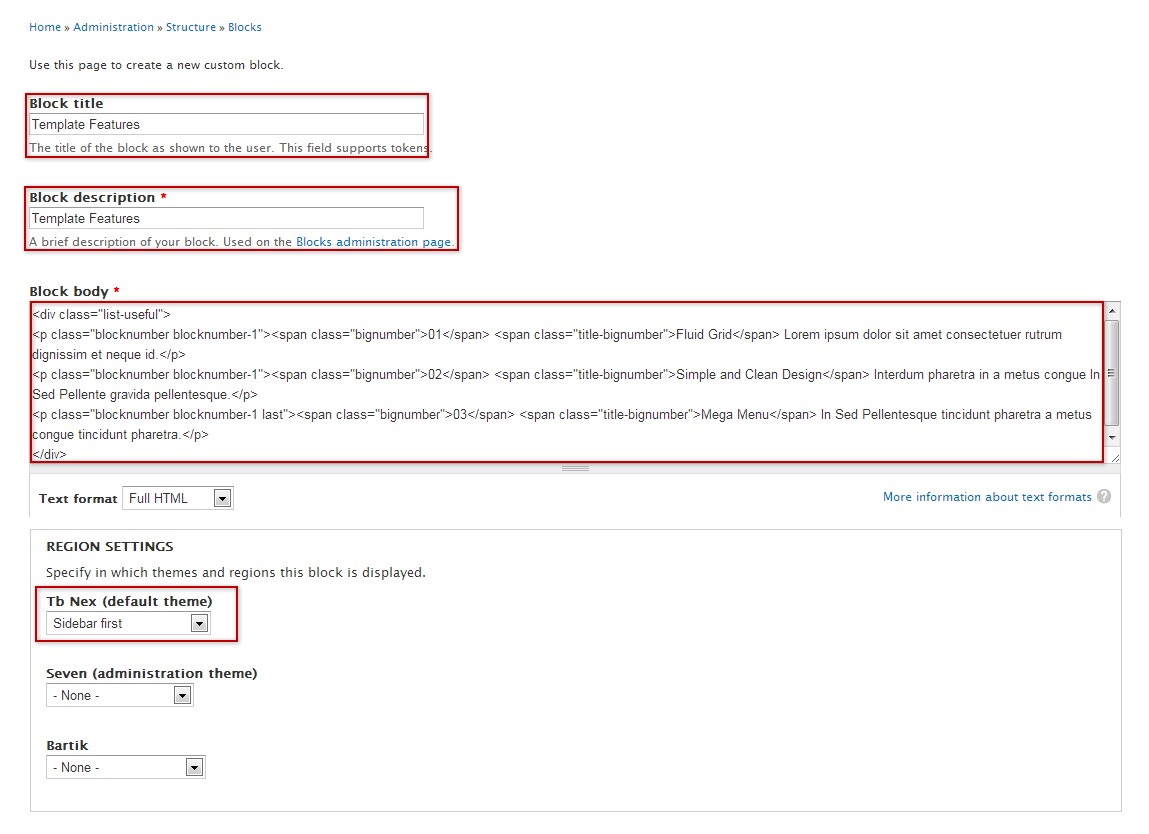 Home » Administration » Structure » Blocks
Use this page to create a new custom block.
Block title
Template Features
The title of the block as shown to the user. This field supports tokens.
Block description *
Template Features
A brief description of your block. Used on the Blocks administration page.
Block body *
<div class="list-useful">
<p class="blocknumber blocknumber-1"><span class="bignumber">01</span> <span class="title-bignumber">Fluid Grid</span> Lorem ipsum dolor sit amet consectetuer rutrum
dignissim et neque id.</p>
<p class="blocknumber blocknumber-1"><span class="bignumber">02</span> <span class="title-bignumber">Simple and Clean Design</span> Interdum pharetra in a metus congue In
Sed Pellente gravida pellentesque.</p>
<p class="blocknumber blocknumber-1 last"><span class="bignumber">03</span> <span class="title-bignumber">Mega Menu</span> In Sed Pellentesque tincidunt pharetra a metus
congue tincidunt pharetra.</p>
</div>
Text format Full HTML More information about text formats ?
REGION SETTINGS
Specify in which themes and regions this block is displayed.
Tb Nex (default theme)
Sidebar first
Seven (administration theme)
- None -
Bartik
- None -